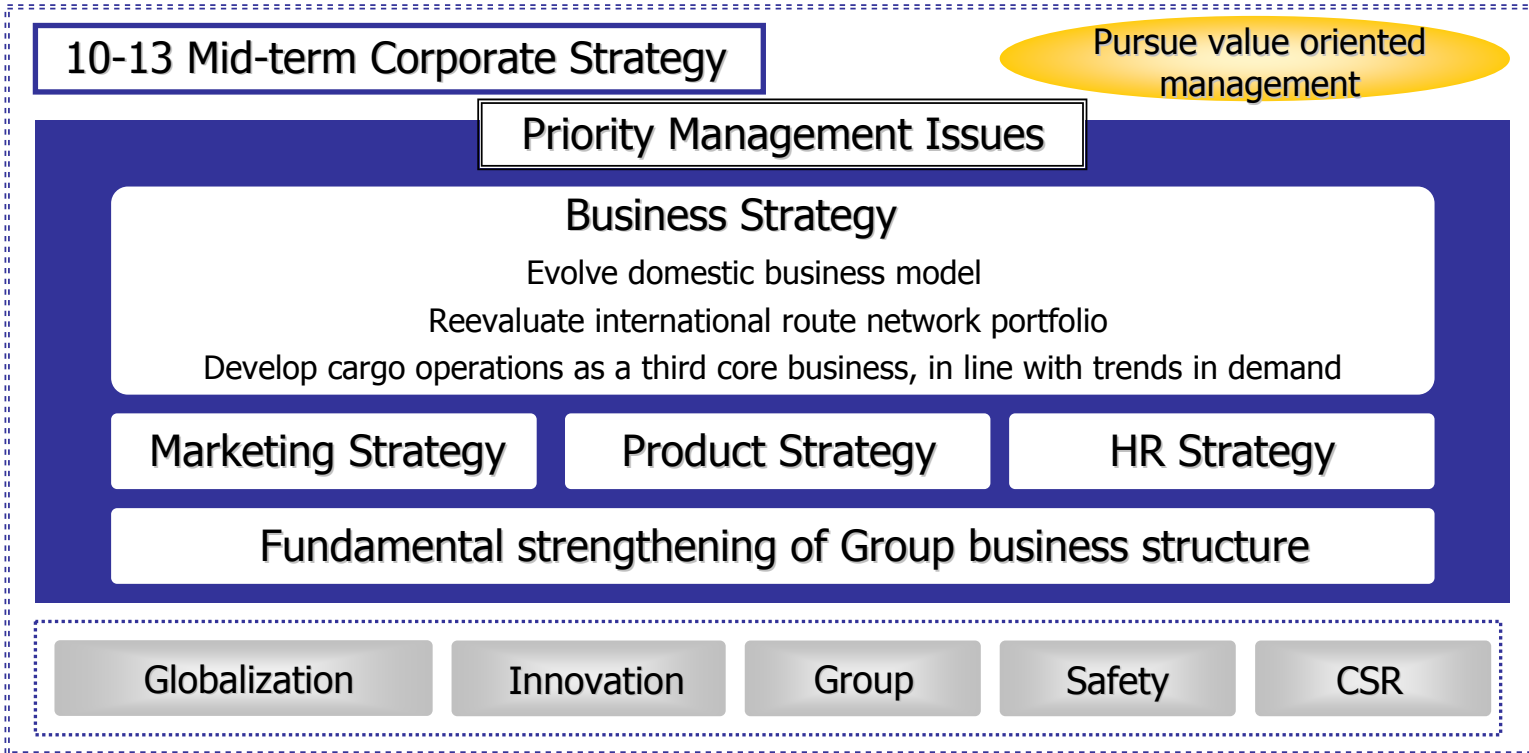 10-13 Mid-term Corporate Strategy
Pursue value oriented
management
Priority Management Issues
Business Strategy
Evolve domestic business model
Reevaluate international route network portfolio
Develop cargo operations as a third core business, in line with trends in demand
Marketing Strategy
Product Strategy
HR Strategy
Fundamental strengthening of Group business structure
Globalization
Innovation
Group
Safety
CSR